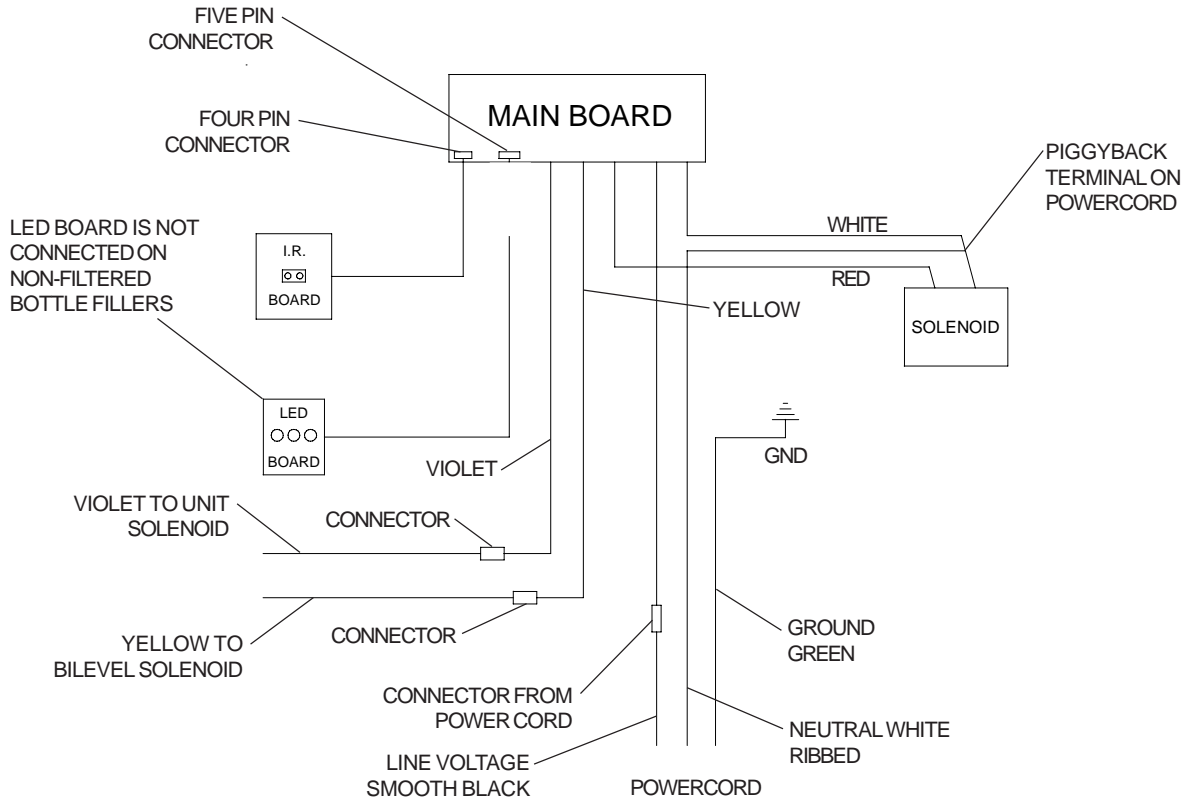 FIVE PIN
CONNECTOR
MAIN BOARD
FOUR PIN
CONNECTOR
PIGGYBACK
TERMINAL ON
POWERCORD
LED BOARD IS NOT
CONNECTED ON
NON-FILTERED
BOTTLE FILLERS
I.R.
BOARD
WHITE
RED
YELLOW
SOLENOID
LED
BOARD
GND
VIOLET
VIOLET TO UNIT
SOLENOID
CONNECTOR
YELLOW TO
BILEVEL SOLENOID
CONNECTOR
GROUND
GREEN
CONNECTOR FROM
POWER CORD
NEUTRAL WHITE
RIBBED
LINE VOLTAGE
SMOOTH BLACK
POWERCORD